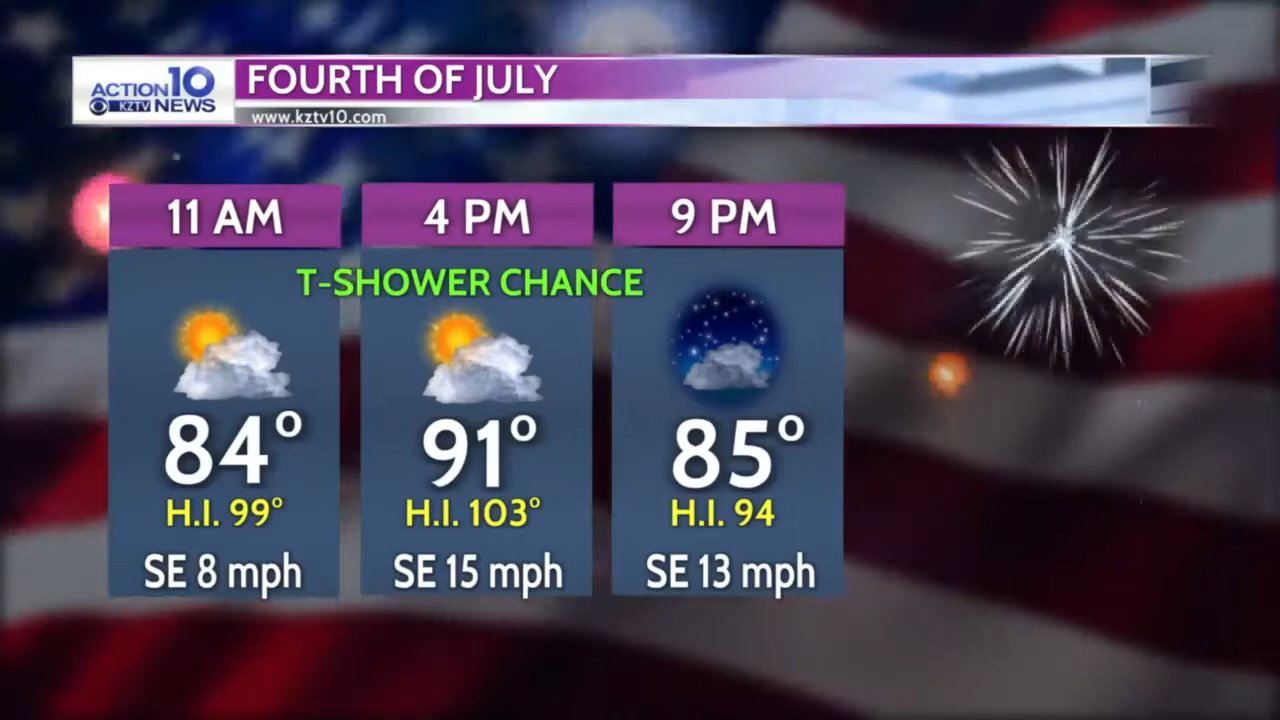 ACTION 10
KZTV NEWS
FOURTH OF JULY
www.kztv10.com
11 AM
4 PM
9 PM
T-SHOWER CHANCE
84°
91°
85°
H.I. 99°
H.I. 103°
H.I. 94
SE 8 mph
SE 15 mph
SE 13 mph